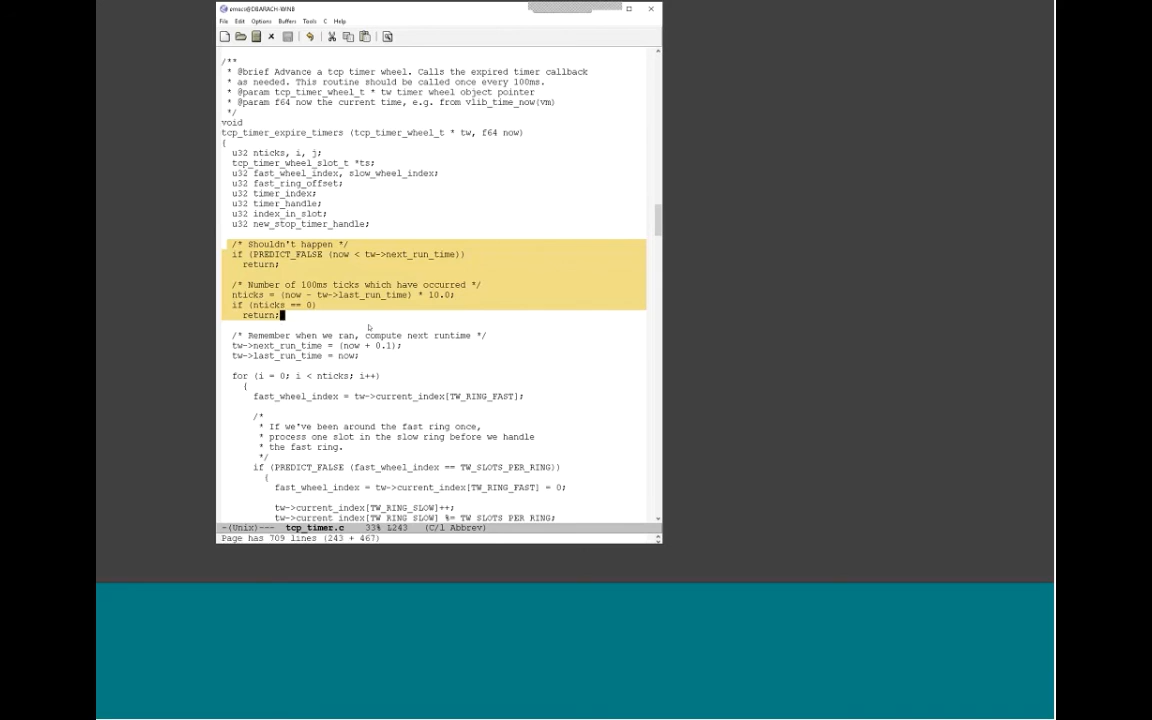 emacs@DBARACH-WIN8
File Edit Options Buffers Tools C Help
/**
 * @brief Advance a tcp timer wheel. Calls the expired timer callback
 * as needed. This routine should be called once every 100ms.
 * @param tcp_timer_wheel_t * tw timer wheel object pointer
 * @param f64 now the current time, e.g. from vlib_time_now(vm)
 */
void
tcp_timer_expire_timers (tcp_timer_wheel_t * tw, f64 now)
{
  u32 nticks, i, j;
  tcp_timer_wheel_slot_t *ts;
  u32 fast_wheel_index, slow_wheel_index;
  u32 fast_ring_offset;
  u32 timer_index;
  u32 timer_handle;
  u32 index_in_slot;
  u32 new_stop_timer_handle;
  /* Shouldn't happen */
  if (PREDICT_FALSE (now < tw->next_run_time))
    return;
  /* Number of 100ms ticks which have occurred */
  nticks = (now - tw->last_run_time) * 10.0;
  if (nticks == 0)
    return;
  /* Remember when we ran, compute next runtime */
  tw->next_run_time = (now + 0.1);
  tw->last_run_time = now;
  for (i = 0; i < nticks; i++)
    {
      fast_wheel_index = tw->current_index[TW_RING_FAST];
      /*
       * If we've been around the fast ring once,
       * process one slot in the slow ring before we handle
       * the fast ring.
       */
      if (PREDICT_FALSE (fast_wheel_index == TW_SLOTS_PER_RING))
        {
          fast_wheel_index = tw->current_index[TW_RING_FAST] = 0;
          tw->current_index[TW_RING_SLOW]++;
          tw->current_index[TW_RING_SLOW] %= TW_SLOTS_PER_RING;
-(Unix)---  tcp_timer.c    33% L243   (C/l Abbrev)
Page has 709 lines (243 + 467)